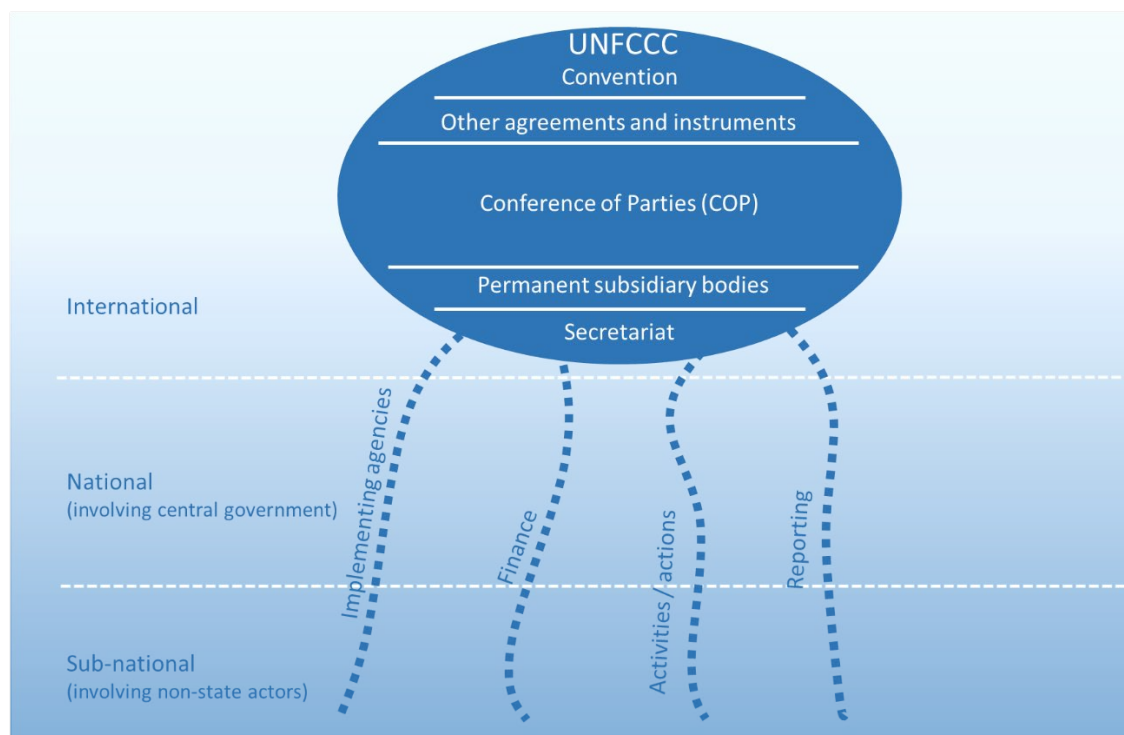 UNFCCC
Convention
Other agreements and instruments
Conference of Parties (COP)
Permanent subsidiary bodies
Secretariat
International
National
(involving central government)
Sub-national
(involving non-state actors)
Implementing agencies
Finance
Activities / actions
Reporting